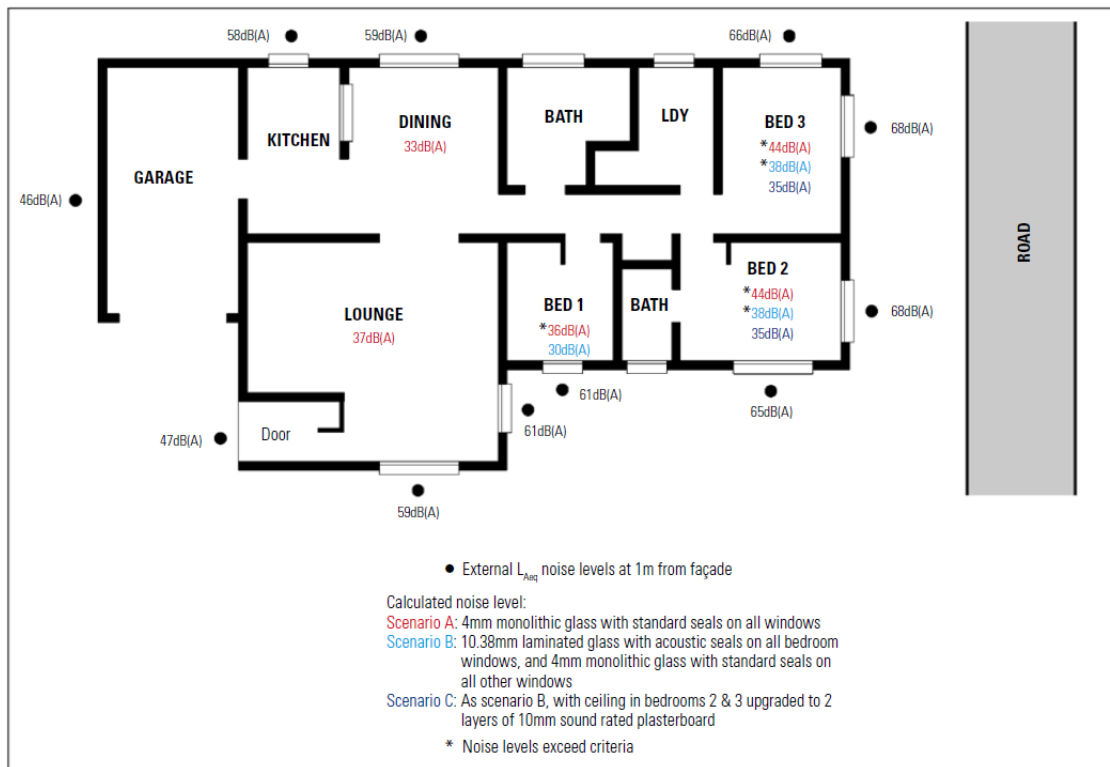 58dB(A)
59dB(A)
66dB(A)
KITCHEN
DINING
33dB(A)
BATH
LDY
BED 3
*44dB(A)
*38dB(A)
35dB(A)
68dB(A)
GARAGE
46dB(A)
ROAD
LOUNGE
37dB(A)
BED 1
*36dB(A)
30dB(A)
BATH
BED 2
*44dB(A)
*38dB(A)
35dB(A)
68dB(A)
61dB(A)
61dB(A)
65dB(A)
47dB(A)
Door
59dB(A)
● External LAeq noise levels at 1m from façade
Calculated noise level:
Scenario A: 4mm monolithic glass with standard seals on all windows
Scenario B: 10.38mm laminated glass with acoustic seals on all bedroom
windows, and 4mm monolithic glass with standard seals on
all other windows
Scenario C: As scenario B, with ceiling in bedrooms 2 & 3 upgraded to 2
layers of 10mm sound rated plasterboard
* Noise levels exceed criteria